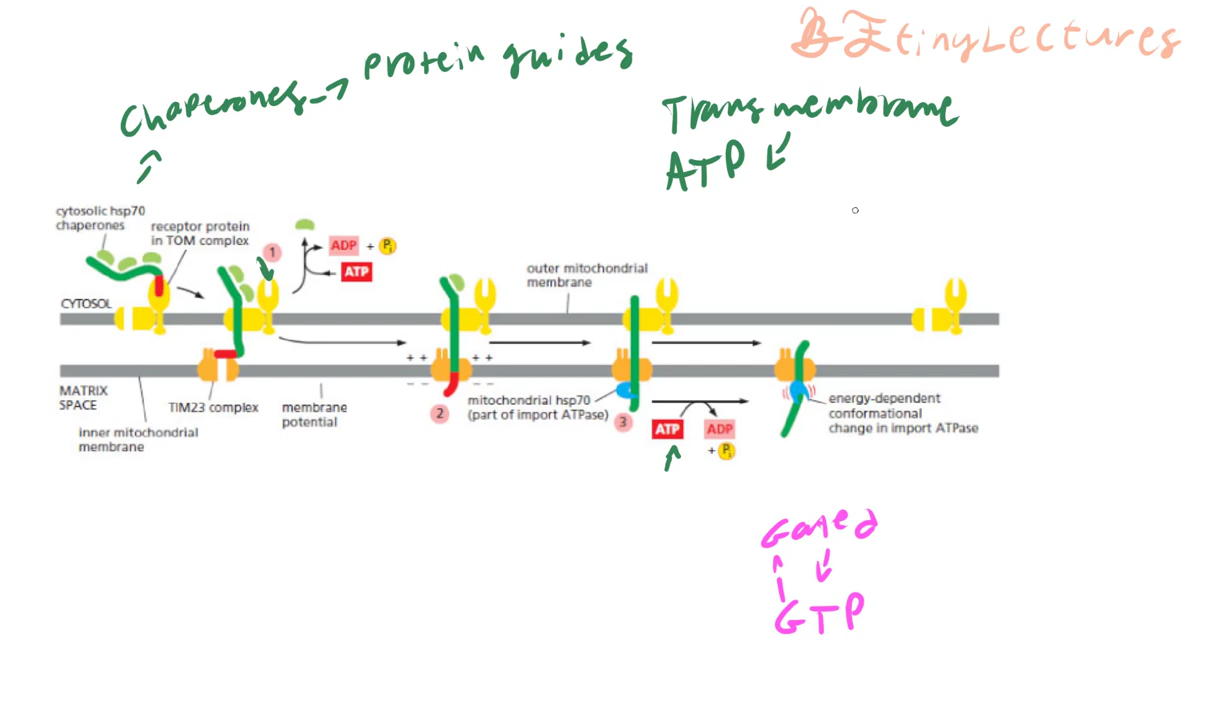 tinyLectures
Chaperones -> Protein guides
Transmembrane
ATP
cytosolic hsp70
chaperones
receptor protein
in TOM complex
1
ADP + Pi
ATP
outer mitochondrial
membrane
CYTOSOL
+ + + +
– – – –
MATRIX
SPACE
TIM23 complex
membrane
potential
2
mitochondrial hsp70
(part of import ATPase)
3
ATP
ADP
+ Pi
energy-dependent
conformational
change in import ATPase
inner mitochondrial
membrane
Gated
GTP